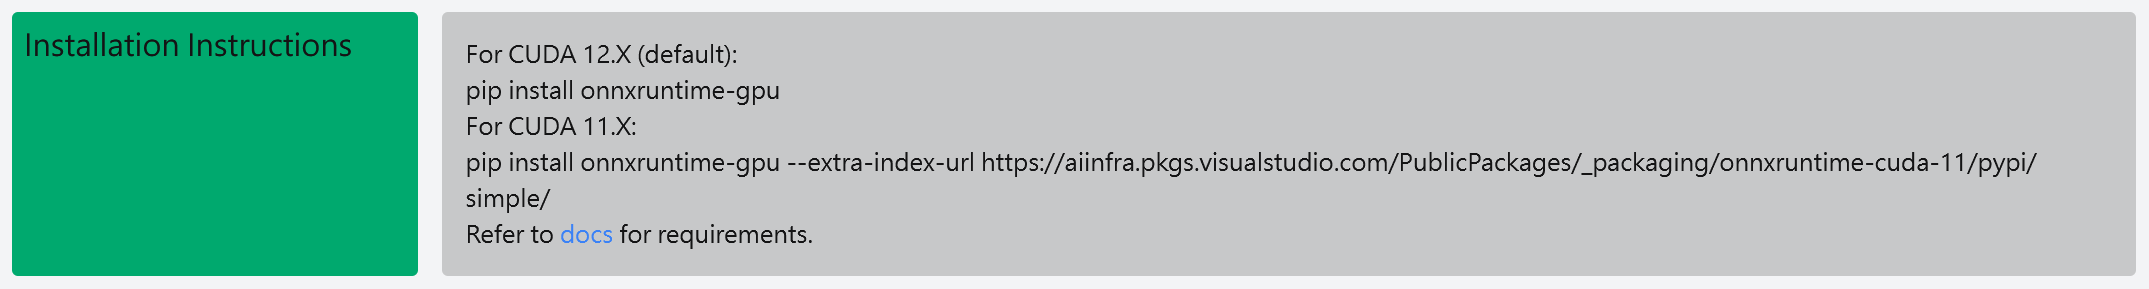 Installation Instructions
For CUDA 12.X (default):
pip install onnxruntime-gpu
For CUDA 11.X:
pip install onnxruntime-gpu --extra-index-url https://aiinfra.pkgs.visualstudio.com/PublicPackages/_packaging/onnxruntime-cuda-11/pypi/
simple/
Refer to docs for requirements.